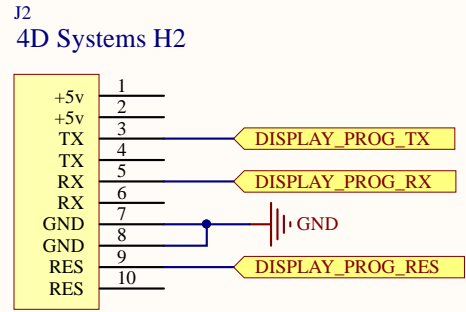 J2
4D Systems H2
+5v 1
+5v 2
TX 3 DISPLAY_PROG_TX
TX 4
RX 5 DISPLAY_PROG_RX
RX 6
GND 7 GND
GND 8
RES 9 DISPLAY_PROG_RES
RES 10